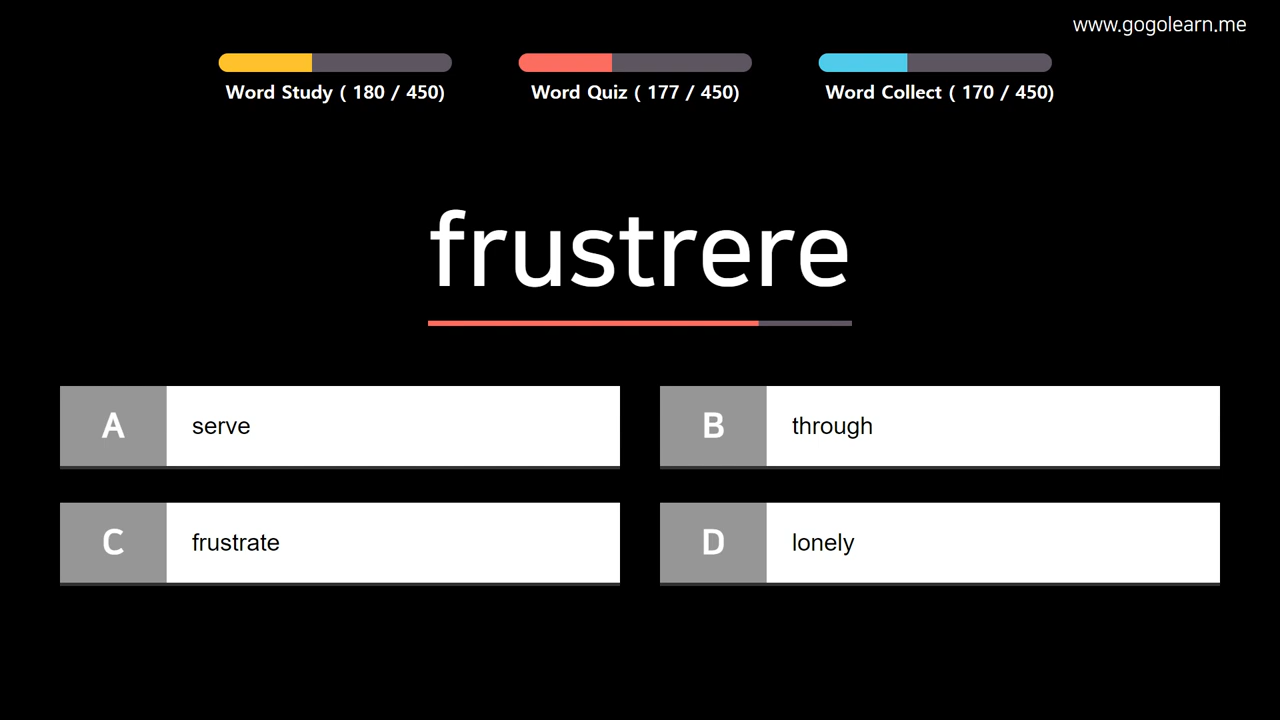 www.gogolearn.me
Word Study ( 180 / 450)
Word Quiz ( 177 / 450)
Word Collect ( 170 / 450)
frustrere
A serve
B through
C frustrate
D lonely